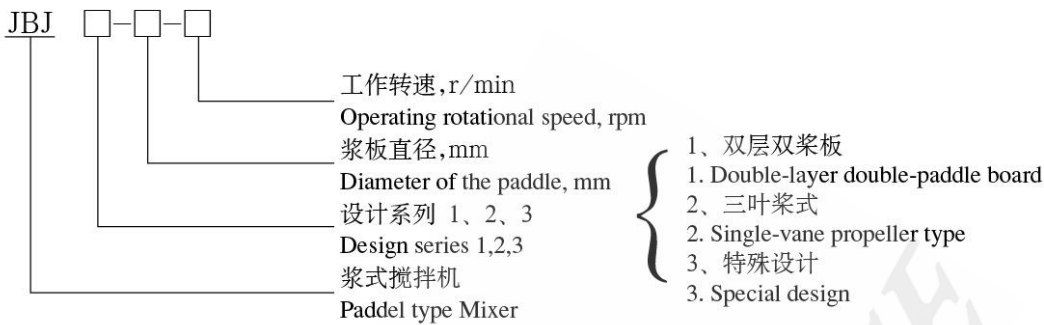 JBJ □-□-□
工作转速,r/min
Operating rotational speed, rpm
浆板直径,mm
Diameter of the paddle, mm
设计系列 1、2、3
Design series 1,2,3
浆式搅拌机
Paddel type Mixer
1、双层双桨板
1. Double-layer double-paddle board
2、三叶桨式
2. Single-vane propeller type
3、特殊设计
3. Special design